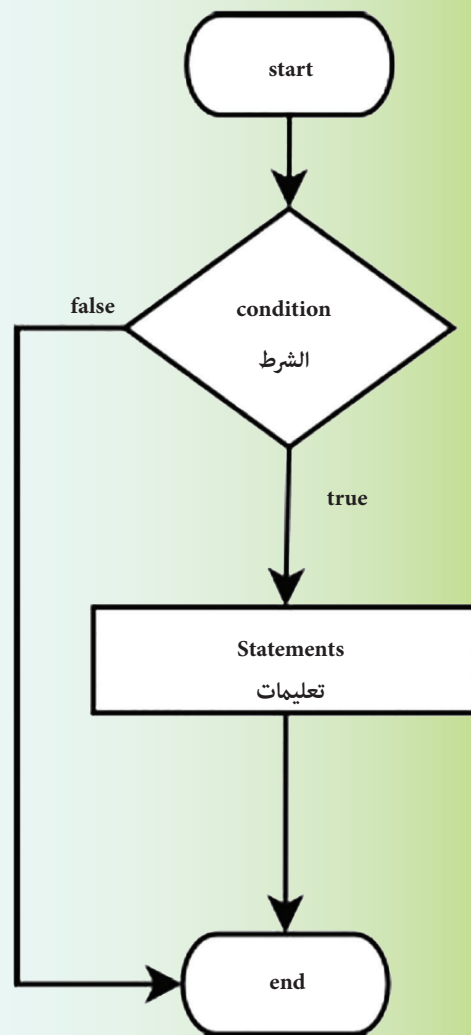 start
false
condition
الشرط
true
Statements
تعليمات
end